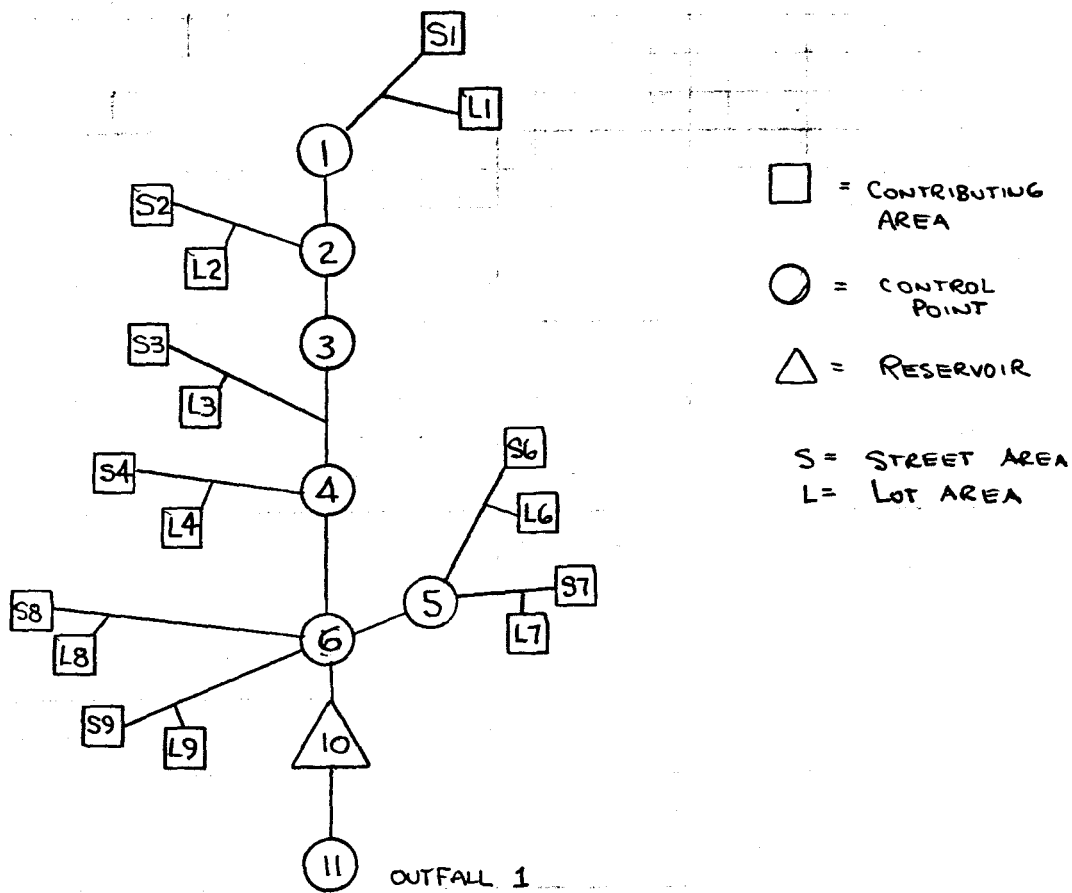 S1
L1
1
S2
L2
2
3
S3
L3
S4
L4
4
S6
L6
5
S7
L7
S8
L8
6
S9
L9
10
11
OUTFALL 1
= CONTRIBUTING
AREA
= CONTROL
POINT
= RESERVOIR
S = STREET AREA
L = LOT AREA